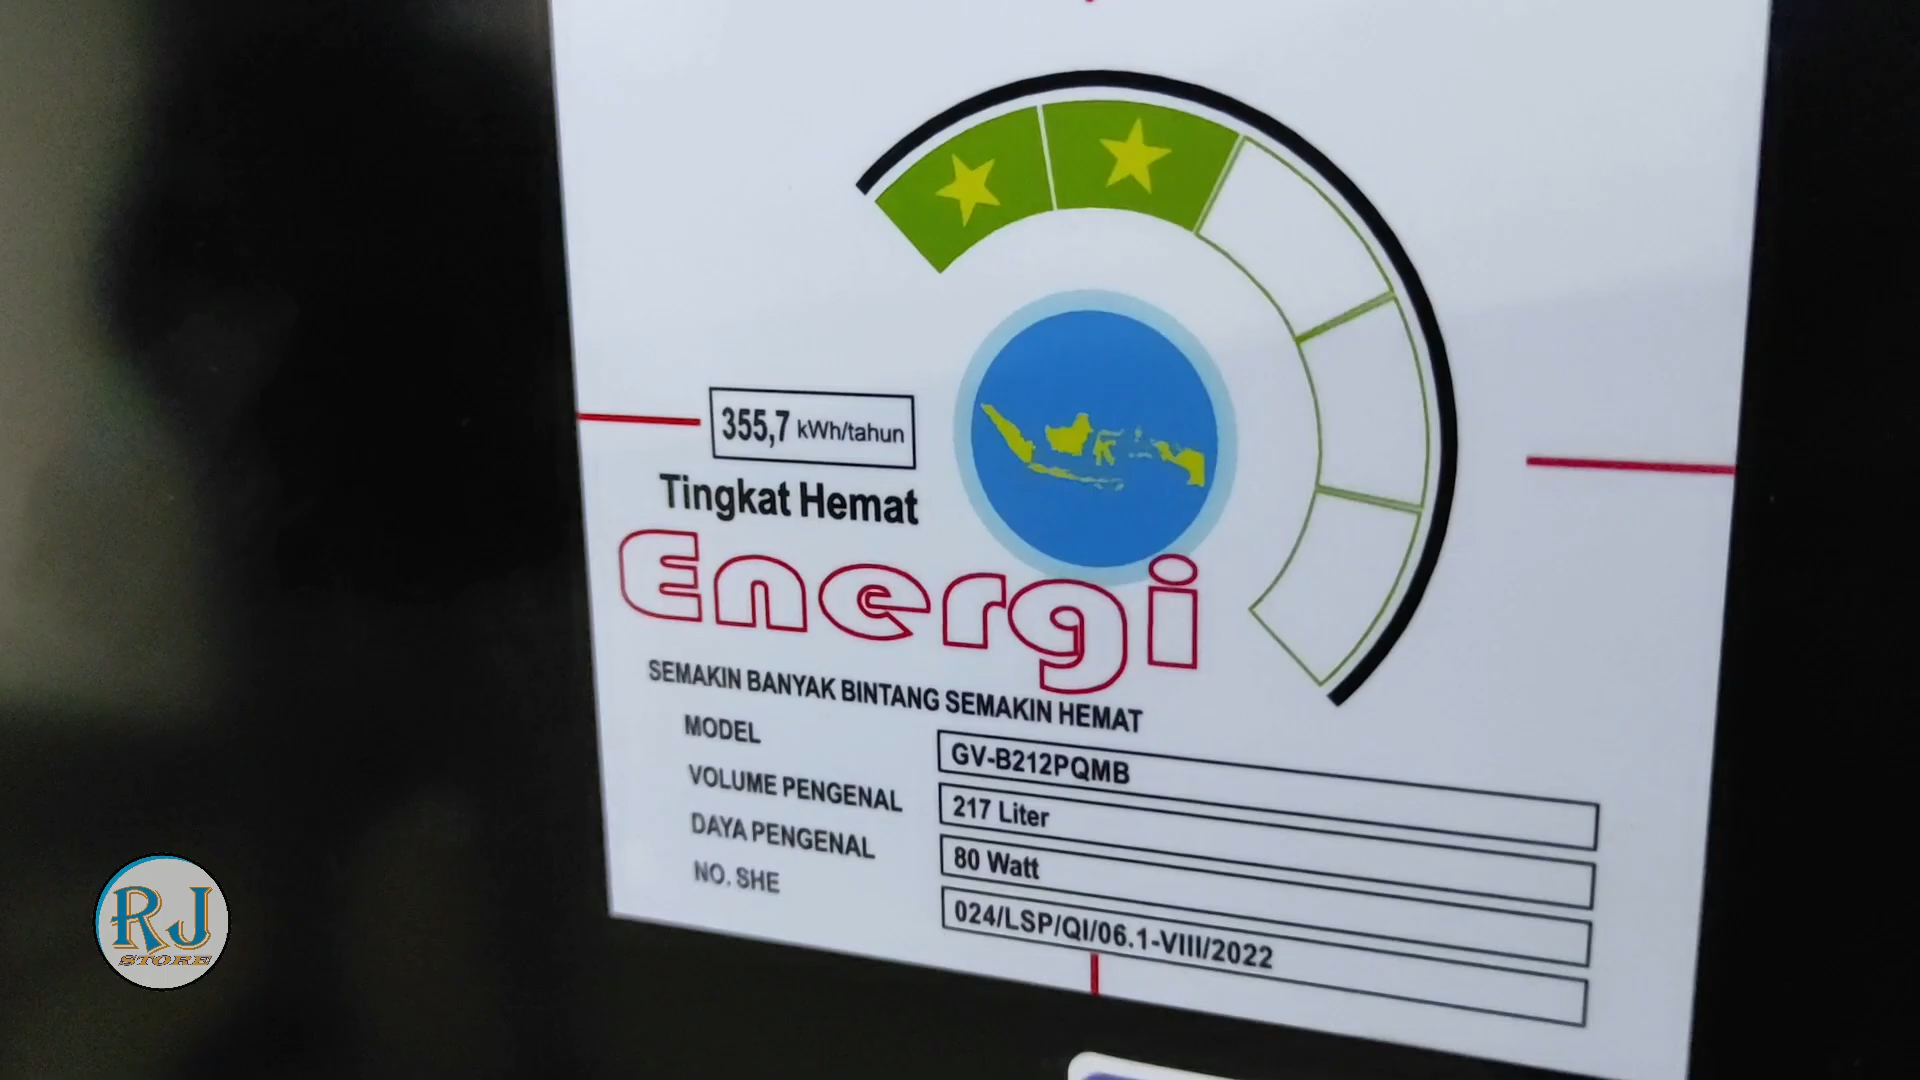 355,7 kWh/tahun
Tingkat Hemat
Energi
SEMAKIN BANYAK BINTANG SEMAKIN HEMAT
MODEL GV-B212PQMB
VOLUME PENGENAL 217 Liter
DAYA PENGENAL 80 Watt
NO. SHE 024/LSP/QI/06.1-VIII/2022
RJ
STORE